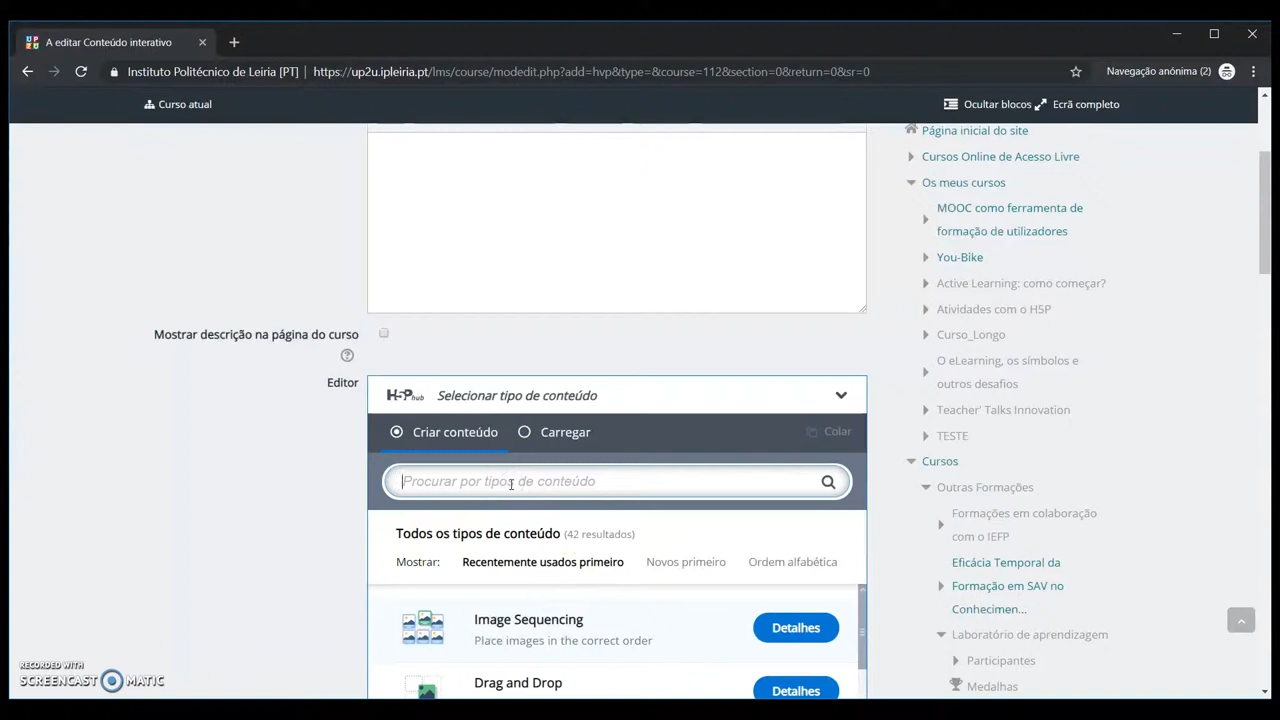 A editar Conteúdo interativo
Instituto Politécnico de Leiria [PT]
https://up2u.ipleiria.pt/lms/course/modedit.php?add=hvp&type=&course=112&section=0&return=0&sr=0
Navegação anónima (2)
Curso atual
Ocultar blocos
Ecrã completo
Mostrar descrição na página do curso
?
Editor
H5P hub
Selecionar tipo de conteúdo
Criar conteúdo
Carregar
Colar
Procurar por tipos de conteúdo
Todos os tipos de conteúdo (42 resultados)
Mostrar: Recentemente usados primeiro Novos primeiro Ordem alfabética
Image Sequencing
Place images in the correct order
Detalhes
Drag and Drop
Detalhes
Página inicial do site
Cursos Online de Acesso Livre
Os meus cursos
MOOC como ferramenta de
formação de utilizadores
You-Bike
Active Learning: como começar?
Atividades com o H5P
Curso_Longo
O eLearning, os símbolos e
outros desafios
Teacher' Talks Innovation
TESTE
Cursos
Outras Formações
Formações em colaboração
com o IEFP
Eficácia Temporal da
Formação em SAV no
Conhecimen...
Laboratório de aprendizagem
Participantes
Medalhas
RECORDED WITH
SCREENCAST MATIC